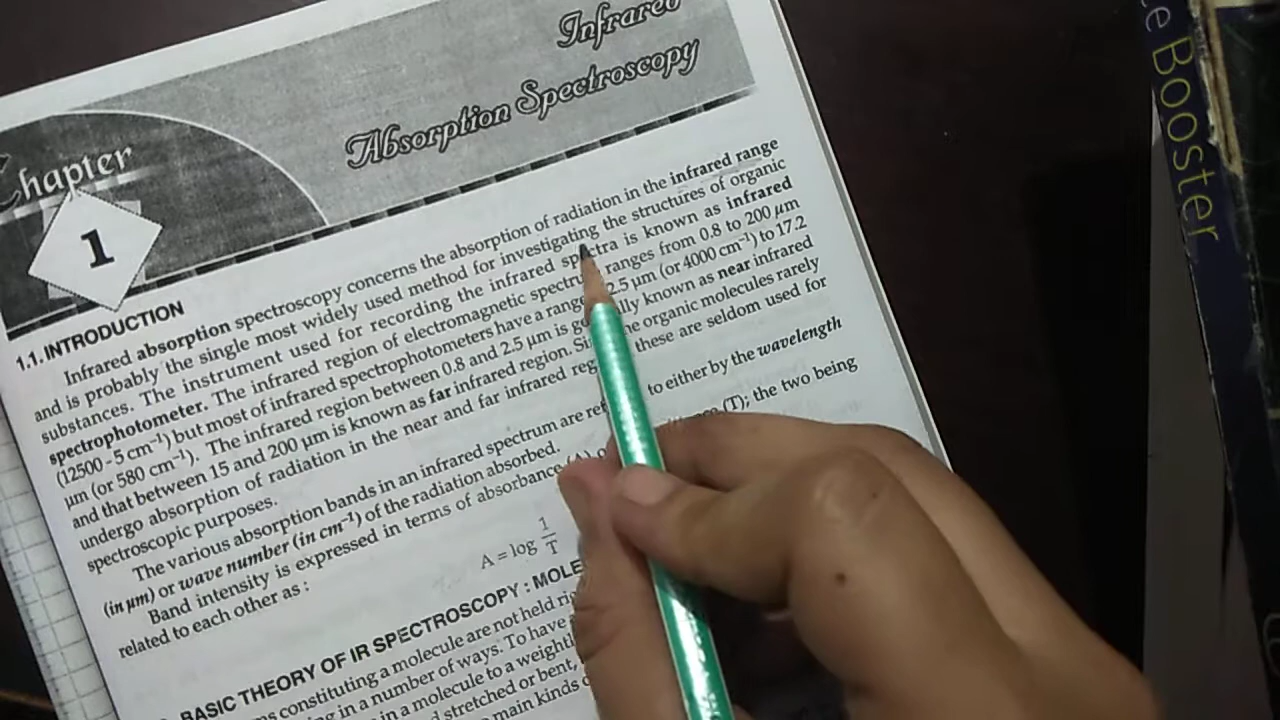 Infrared
Absorption Spectroscopy
Chapter
1
1.1. INTRODUCTION
Infrared absorption spectroscopy concerns the absorption of radiation in the infrared range
and is probably the single most widely used method for investigating the structures of organic
substances. The instrument used for recording the infrared spectra is known as infrared
spectrophotometer. The infrared region of electromagnetic spectrum ranges from 0.8 to 200 μm
(12500 - 5 cm⁻¹) but most of infrared spectrophotometers have a range 2.5 μm (or 4000 cm⁻¹) to 17.2
μm (or 580 cm⁻¹). The infrared region between 0.8 and 2.5 μm is known as near infrared
and that between 15 and 200 μm is known as far infrared region. organic molecules rarely
undergo absorption of radiation in the near and far infrared these are seldom used for
spectroscopic purposes.
The various absorption bands in an infrared spectrum are to either by the wavelength
(in μm) or wave number (in cm⁻¹) of the radiation absorbed.
Band intensity is expressed in terms of absorbance (A) (T); the two being
related to each other as :
A = log 1/T
BASIC THEORY OF IR SPECTROSCOPY :
constituting a molecule are not held
in a number of ways. To have
in a molecule to a
stretched or bent,
main kinds
Booster